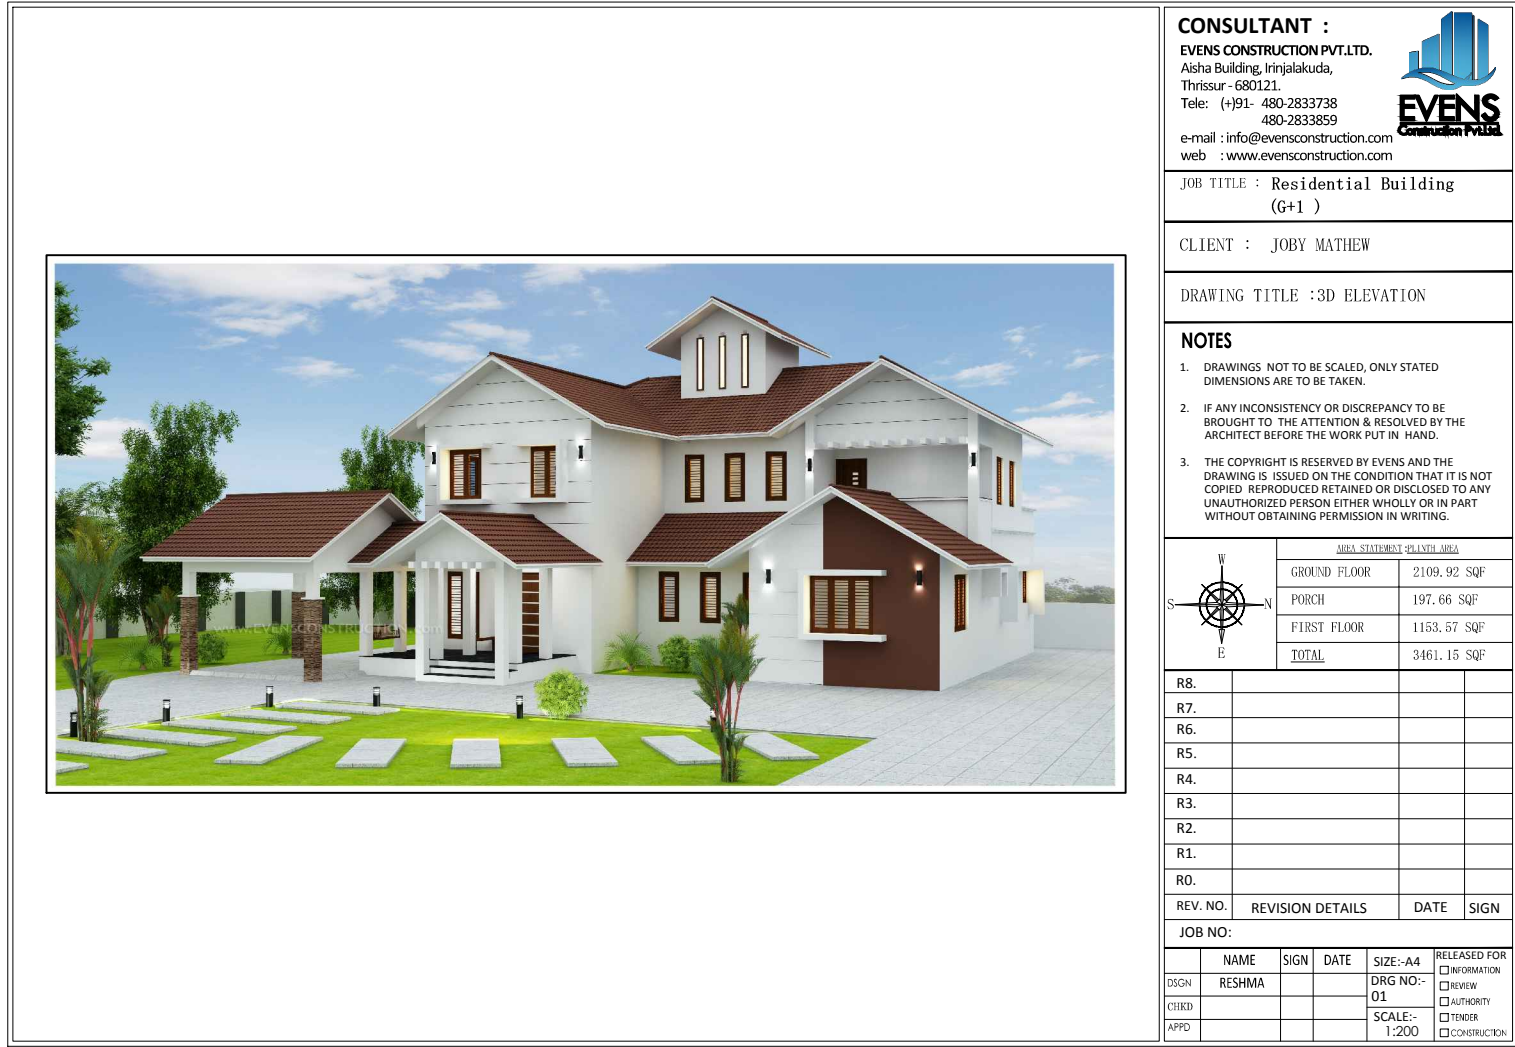 CONSULTANT :
EVENS CONSTRUCTION PVT.LTD.
Aisha Building, Irinjalakuda,
Thrissur - 680121.
Tele: (+)91- 480-2833738
480-2833859
e-mail : info@evensconstruction.com
web : www.evensconstruction.com
EVENS
Construction Pvt.Ltd.
JOB TITLE : Residential Building
(G+1 )
CLIENT : JOBY MATHEW
DRAWING TITLE :3D ELEVATION
NOTES
1. DRAWINGS NOT TO BE SCALED, ONLY STATED
DIMENSIONS ARE TO BE TAKEN.
2. IF ANY INCONSISTENCY OR DISCREPANCY TO BE
BROUGHT TO THE ATTENTION & RESOLVED BY THE
ARCHITECT BEFORE THE WORK PUT IN HAND.
3. THE COPYRIGHT IS RESERVED BY EVENS AND THE
DRAWING IS ISSUED ON THE CONDITION THAT IT IS NOT
COPIED REPRODUCED RETAINED OR DISCLOSED TO ANY
UNAUTHORIZED PERSON EITHER WHOLLY OR IN PART
WITHOUT OBTAINING PERMISSION IN WRITING.
W
S N
E
AREA STATEMENT :PLINTH AREA
GROUND FLOOR 2109.92 SQF
PORCH 197.66 SQF
FIRST FLOOR 1153.57 SQF
TOTAL 3461.15 SQF
www.EVENSCONSTRUCTION.com
R8.
R7.
R6.
R5.
R4.
R3.
R2.
R1.
R0.
REV. NO. REVISION DETAILS DATE SIGN
JOB NO:
NAME SIGN DATE SIZE:-A4 RELEASED FOR
INFORMATION
DSGN RESHMA DRG NO:- REVIEW
01 AUTHORITY
CHKD
SCALE:- TENDER
APPD 1:200 CONSTRUCTION